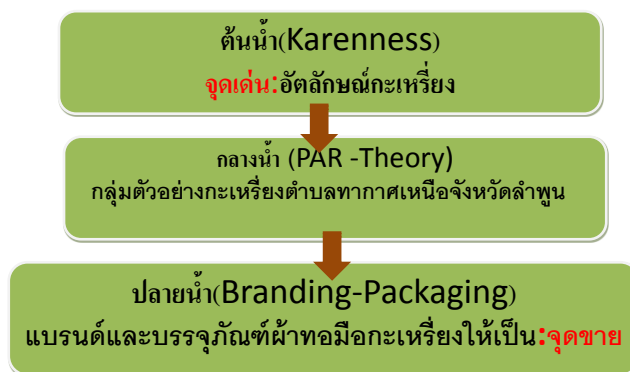 ต้นน้ำ(Karenness)
จุดเด่น:อัตลักษณ์กะเหรี่ยง
กลางน้ำ (PAR -Theory)
กลุ่มตัวอย่างกะเหรี่ยงตำบลทากาศเหนือจังหวัดลำพูน
ปลายน้ำ(Branding-Packaging)
แบรนด์และบรรจุภัณฑ์ผ้าทอมือกะเหรี่ยงให้เป็น:จุดขาย